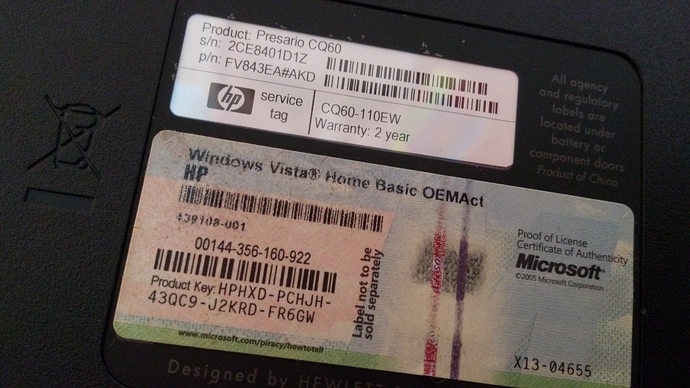 Product: Presario CQ60
s/n: 2CE8401D1Z
p/n: FV843EA#AKD
hp
service
tag
CQ60-110EW
Warranty: 2 year
All agency
and regulatory
labels are
located under
battery or
component doors
Product of China
Windows Vista® Home Basic OEMAct
HP
439108-001
00144-356-160-922
Product Key: HPHXD-PCHJH-
43QC9-J2KRD-FR6GW
www.microsoft.com/piracy/howtotell
Label not to be
sold separately
Proof of License
Certificate of Authenticity
Microsoft®
©2005 Microsoft Corporation
X13-04655
Designed by HEWLETT